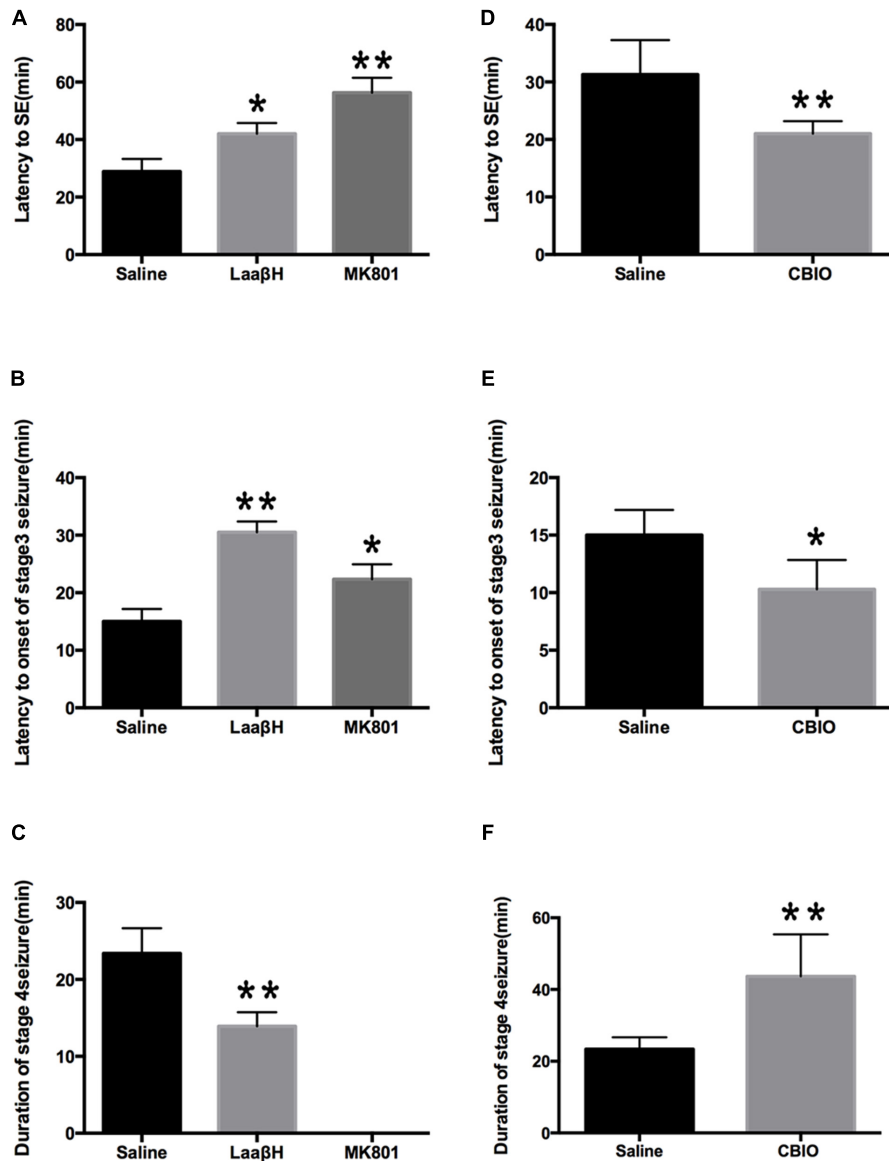 A
Latency to SE(min)
80
60
40
20
0
*
**
Saline
LaaβH
MK801
D
Latency to SE(min)
40
30
20
10
0
**
Saline
CBIO
B
Latency to onset of stage3 seizure(min)
40
30
20
10
0
**
*
Saline
LaaβH
MK801
E
Latency to onset of stage3 seizure(min)
20
15
10
5
0
*
Saline
CBIO
C
Duration of stage 4seizure(min)
30
20
10
0
**
Saline
LaaβH
MK801
F
Duration of stage 4seizure(min)
60
40
20
0
**
Saline
CBIO